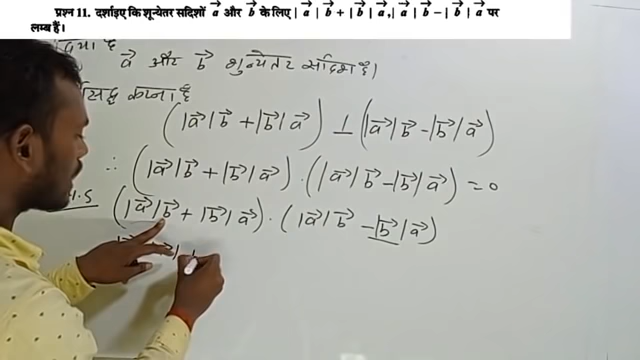 प्रश्न 11. दर्शाइए कि शून्येतर सदिशों a⃗ और b⃗ के लिए | a⃗ | b⃗ + | b⃗ | a⃗, | a⃗ | b⃗ − | b⃗ | a⃗ पर
लम्ब हैं।
a⃗ और b⃗ शुन्येतर सदिश है।
सिद्ध करना है
(|a⃗|b⃗ + |b⃗|a⃗) ⊥ (|a⃗|b⃗ − |b⃗|a⃗)
∴ (|a⃗|b⃗ + |b⃗|a⃗) · (|a⃗|b⃗ − |b⃗|a⃗) = 0
(|a⃗|b⃗ + |b⃗|a⃗) · (|a⃗|b⃗ − |b⃗|a⃗)